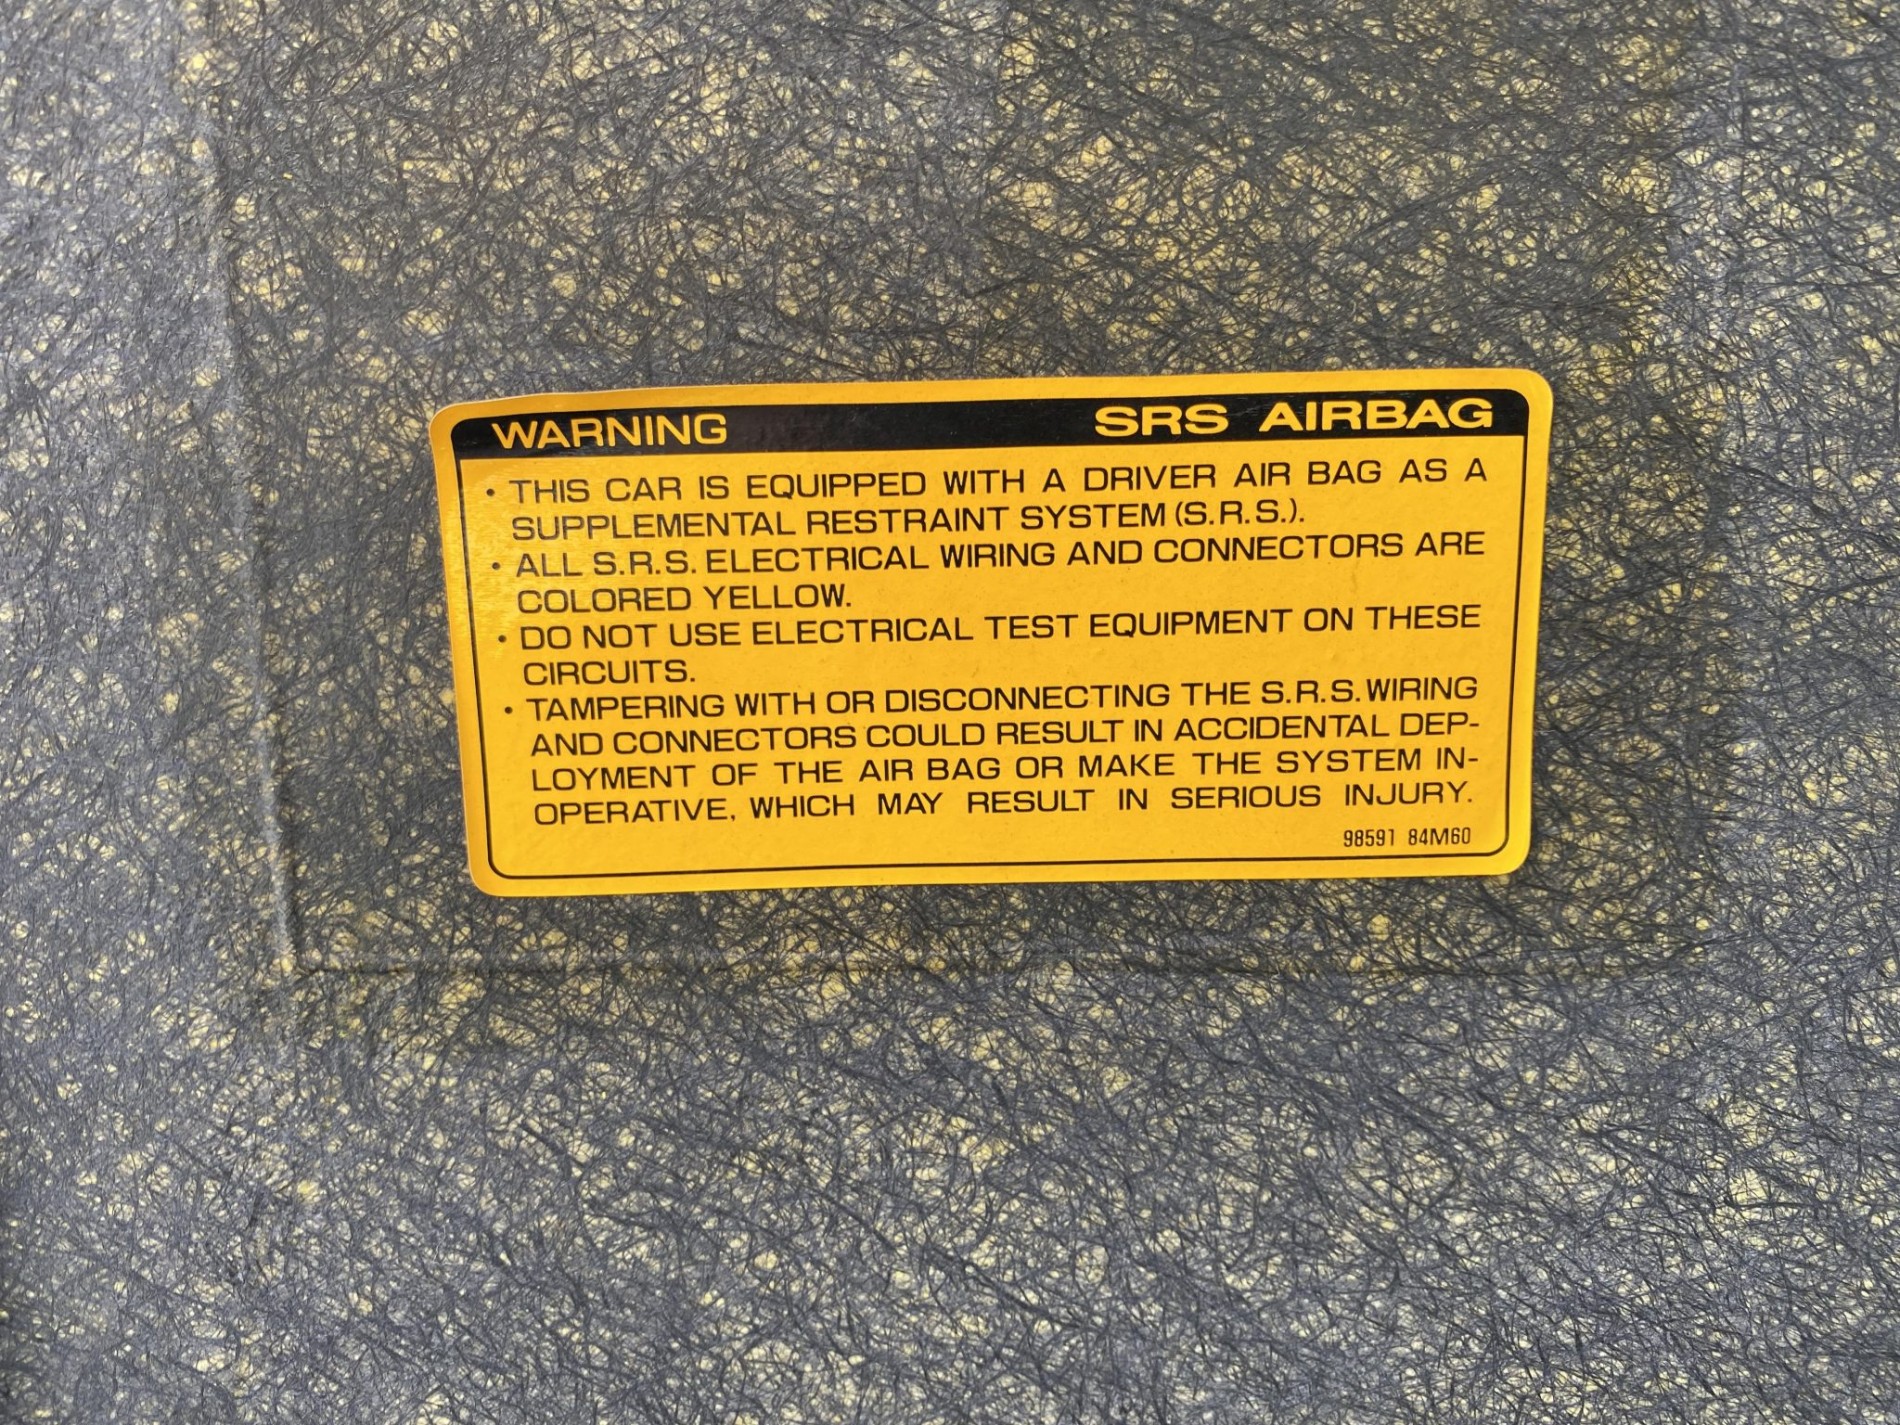 WARNING SRS AIRBAG
• THIS CAR IS EQUIPPED WITH A DRIVER AIR BAG AS A
SUPPLEMENTAL RESTRAINT SYSTEM (S.R.S.).
• ALL S.R.S. ELECTRICAL WIRING AND CONNECTORS ARE
COLORED YELLOW.
• DO NOT USE ELECTRICAL TEST EQUIPMENT ON THESE
CIRCUITS.
• TAMPERING WITH OR DISCONNECTING THE S.R.S. WIRING
AND CONNECTORS COULD RESULT IN ACCIDENTAL DEP-
LOYMENT OF THE AIR BAG OR MAKE THE SYSTEM IN-
OPERATIVE, WHICH MAY RESULT IN SERIOUS INJURY.
98591 84M60